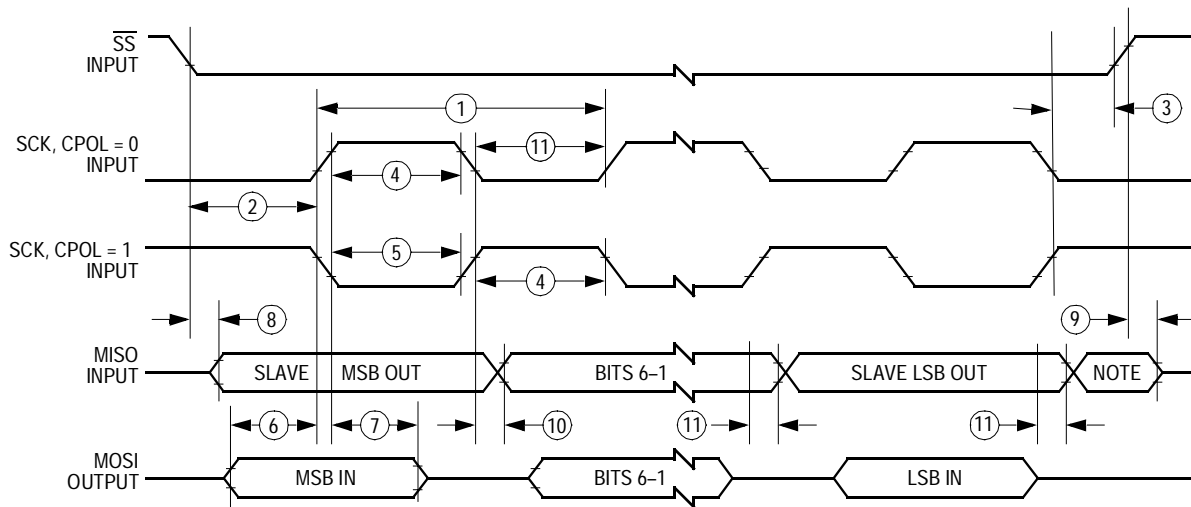 SS
INPUT
1
3
SCK, CPOL = 0
INPUT
11
4
2
SCK, CPOL = 1
INPUT
5
4
8
9
MISO
INPUT
SLAVE MSB OUT
BITS 6–1
SLAVE LSB OUT
NOTE
6
7
10
11
11
MOSI
OUTPUT
MSB IN
BITS 6–1
LSB IN